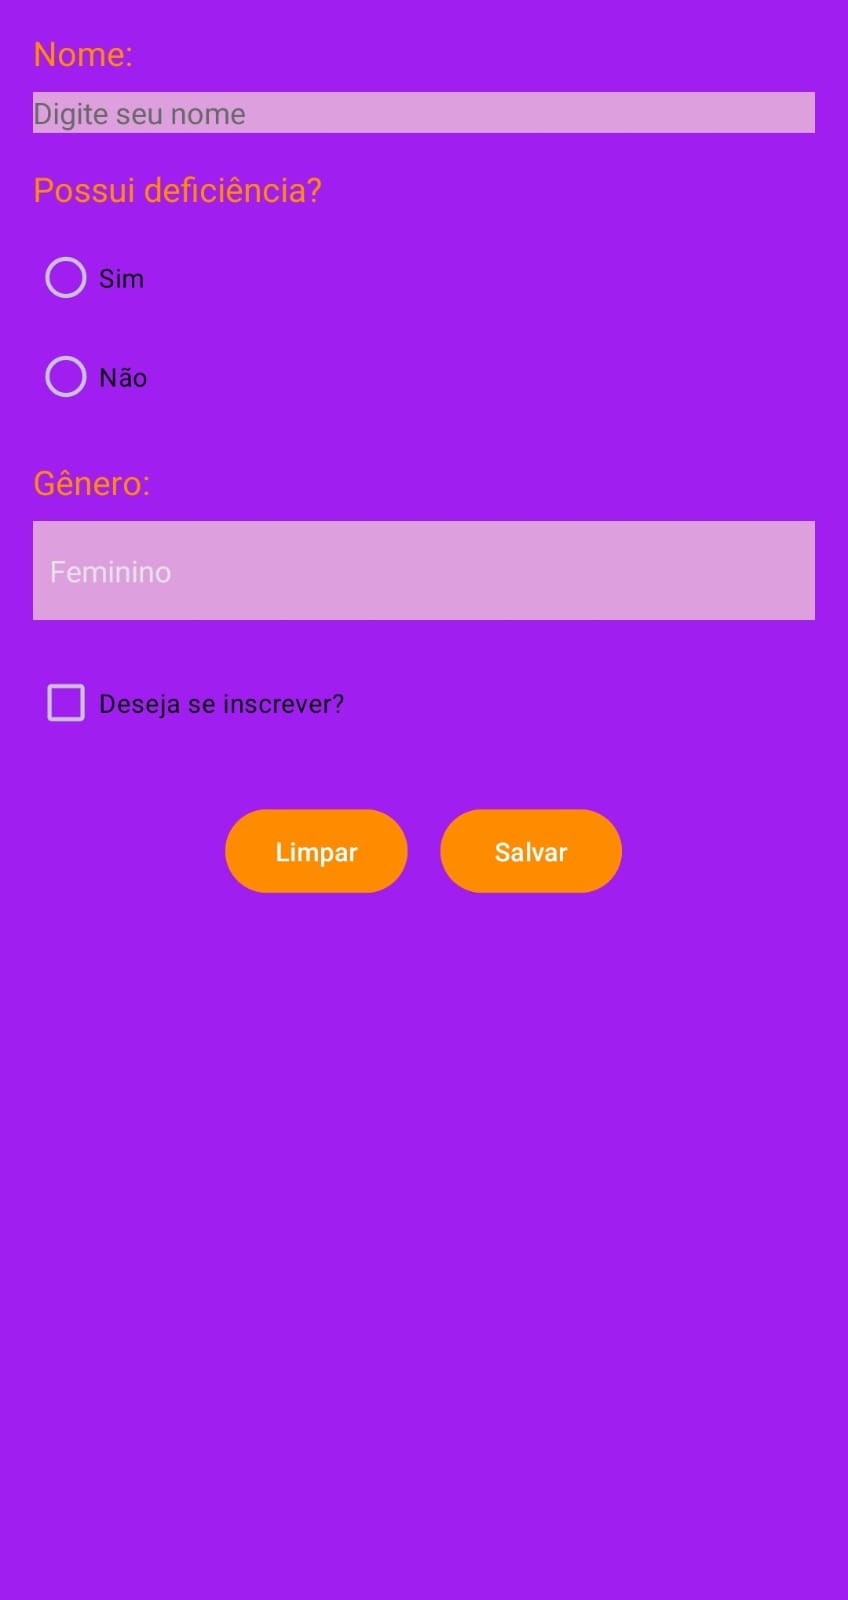 Nome:
Digite seu nome
Possui deficiência?
Sim
Não
Gênero:
Feminino
Deseja se inscrever?
Limpar
Salvar